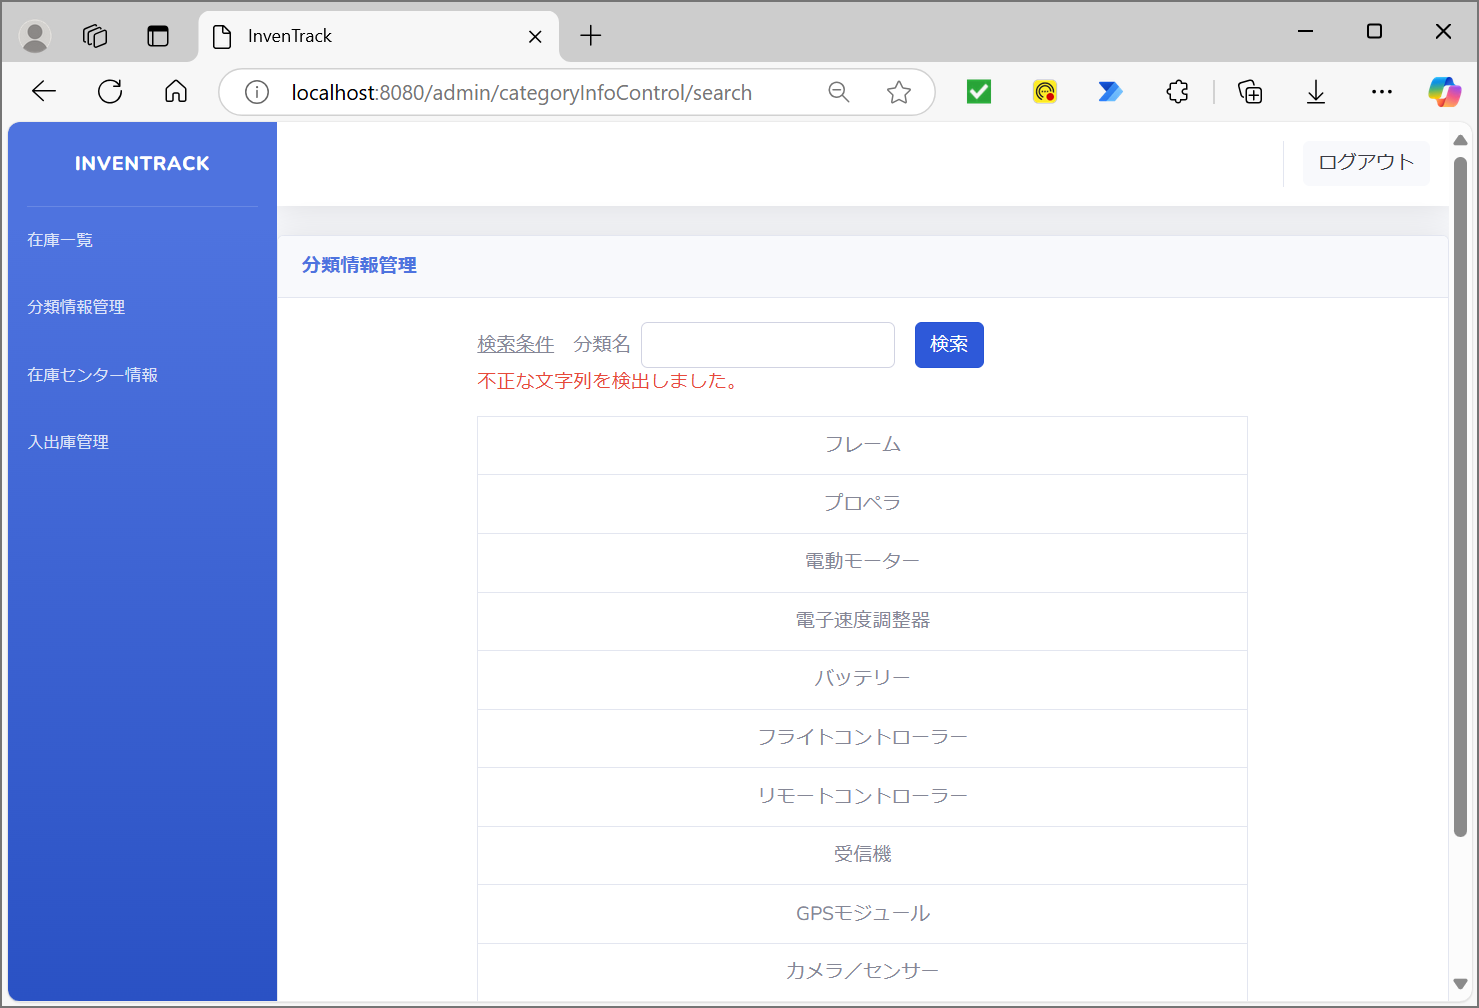 InvenTrack
localhost:8080/admin/categoryInfoControl/search
INVENTRACK
ログアウト
在庫一覧
分類情報管理
在庫センター情報
入出庫管理
分類情報管理
検索条件 分類名 検索
不正な文字列を検出しました。
フレーム
プロペラ
電動モーター
電子速度調整器
バッテリー
フライトコントローラー
リモートコントローラー
受信機
GPSモジュール
カメラ／センサー